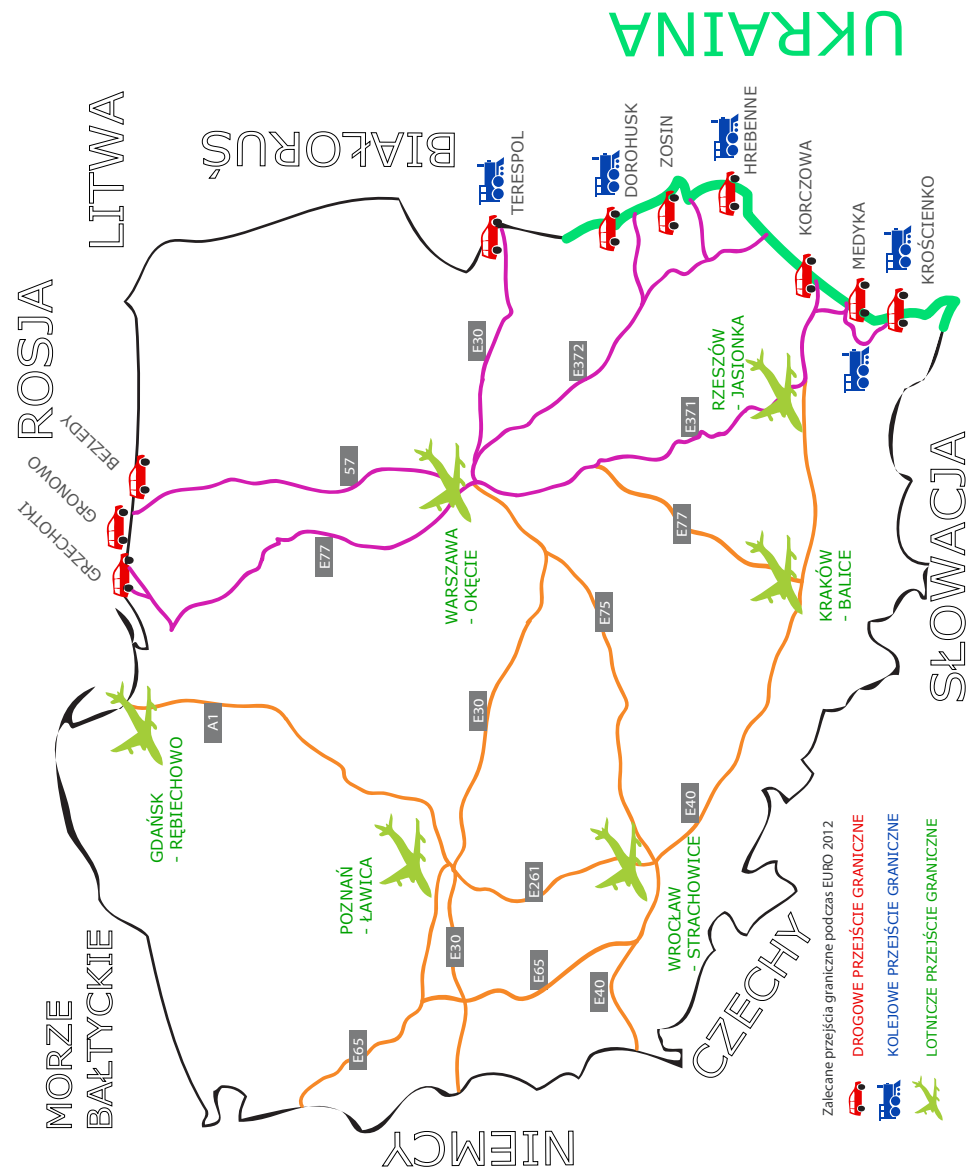 MORZE
BAŁTYCKIE
ROSJA
LITWA
BIAŁORUŚ
UKRAINA
SŁOWACJA
CZECHY
NIEMCY
GRZECHOTKI
GRONOWO
BEZLEDY
TERESPOL
DOROHUSK
ZOSIN
HREBENNE
KORCZOWA
MEDYKA
KROŚCIENKO
GDAŃSK
- RĘBIECHOWO
POZNAŃ
- ŁAWICA
WARSZAWA
- OKĘCIE
WROCŁAW
- STRACHOWICE
KRAKÓW
- BALICE
RZESZÓW
- JASIONKA
A1
E77
57
E30
E372
E371
E77
E75
E30
E40
E261
E30
E65
E40
E65
Zalecane przejścia graniczne podczas EURO 2012
DROGOWE PRZEJŚCIE GRANICZNE
KOLEJOWE PRZEJŚCIE GRANICZNE
LOTNICZE PRZEJŚCIE GRANICZNE